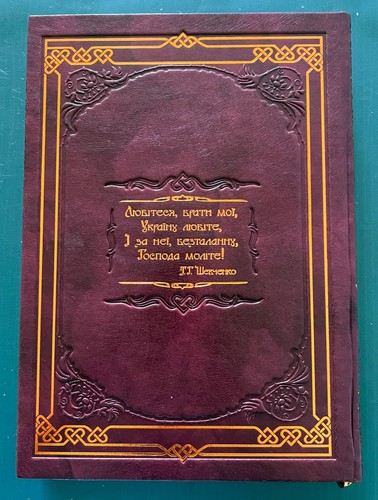 Любітеся, брати мої,
Україну любіте,
І за неї, безталанну,
Господа моліте!
Т.Г. Шевченко